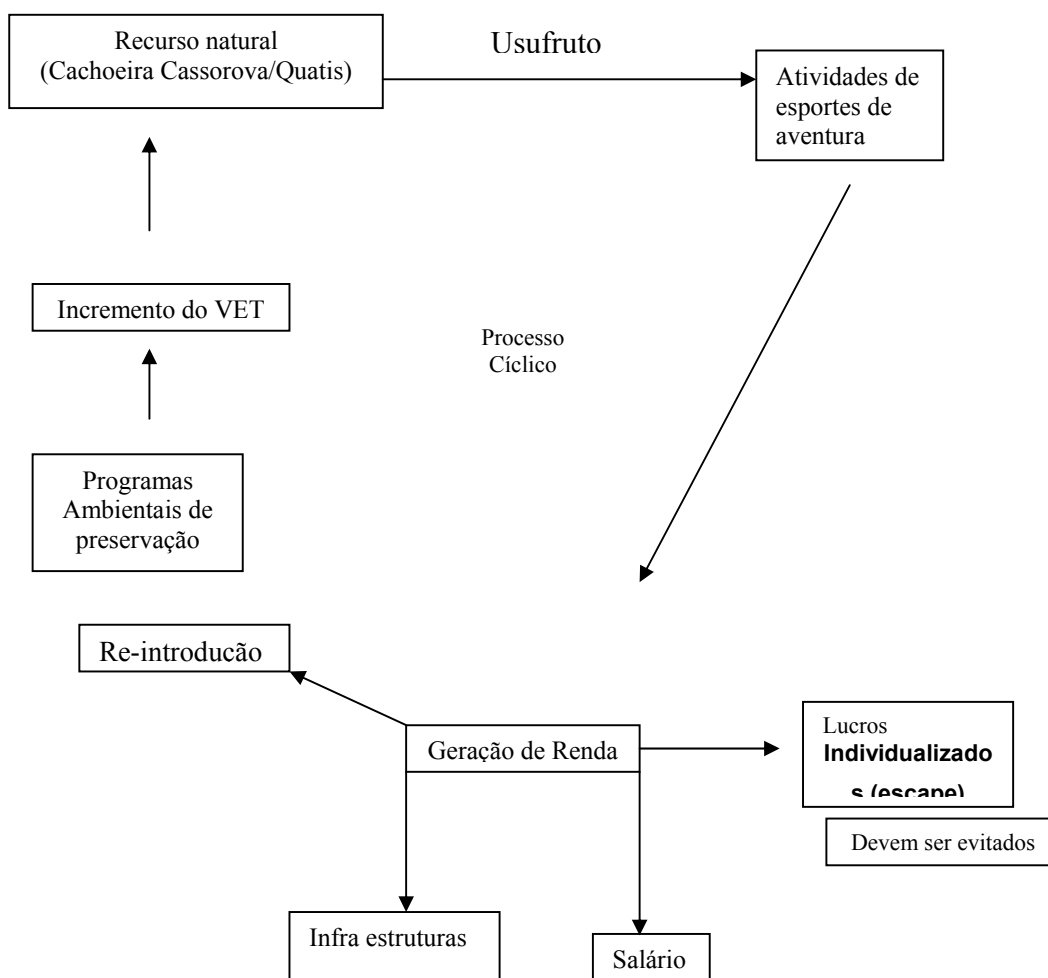 Recurso natural
(Cachoeira Cassorova/Quatis)
Usufruto
Atividades de
esportes de
aventura
Incremento do VET
Processo
Cíclico
Programas
Ambientais de
preservação
Re-introducão
Geração de Renda
Lucros
Individualizado
s (escape)
Devem ser evitados
Infra estruturas
Salário